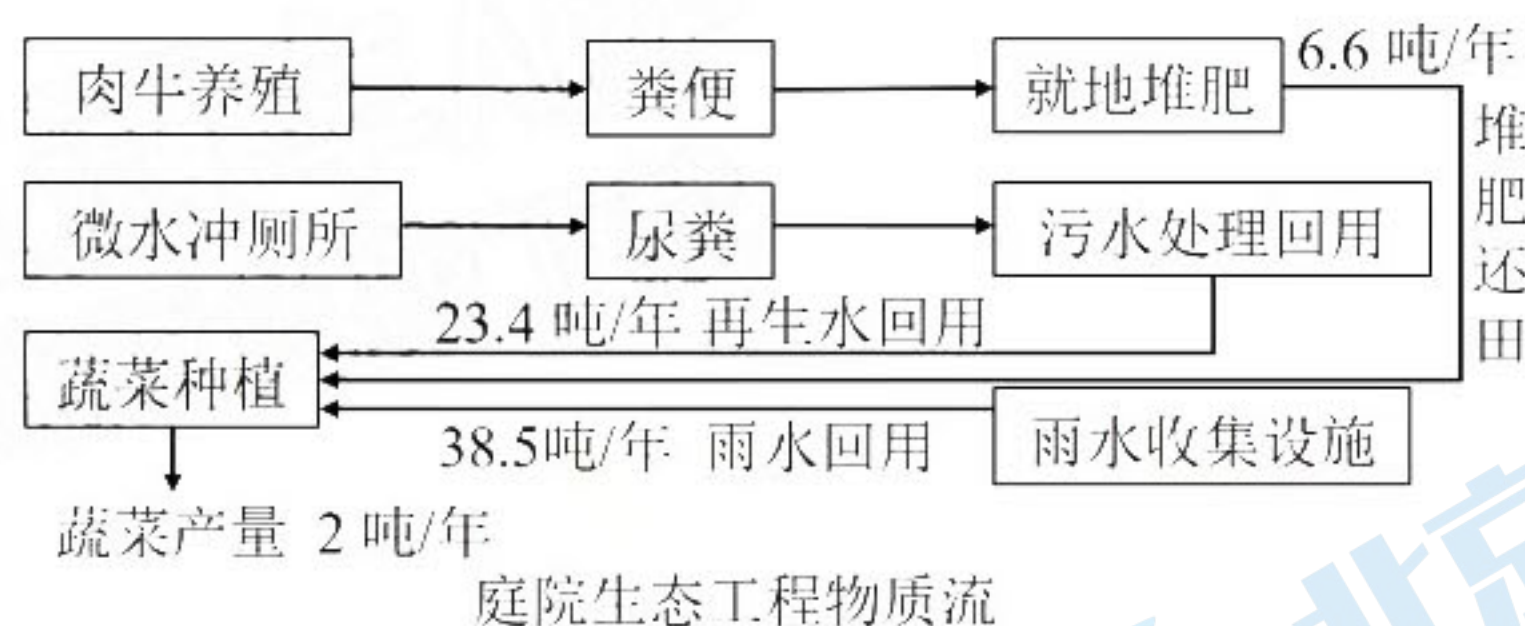 肉牛养殖 粪便 就地堆肥 6.6 吨/年
堆肥还田
微水冲厕所 尿粪 污水处理回用
23.4 吨/年 再生水回用
蔬菜种植
38.5吨/年 雨水回用 雨水收集设施
蔬菜产量 2 吨/年
庭院生态工程物质流
北京